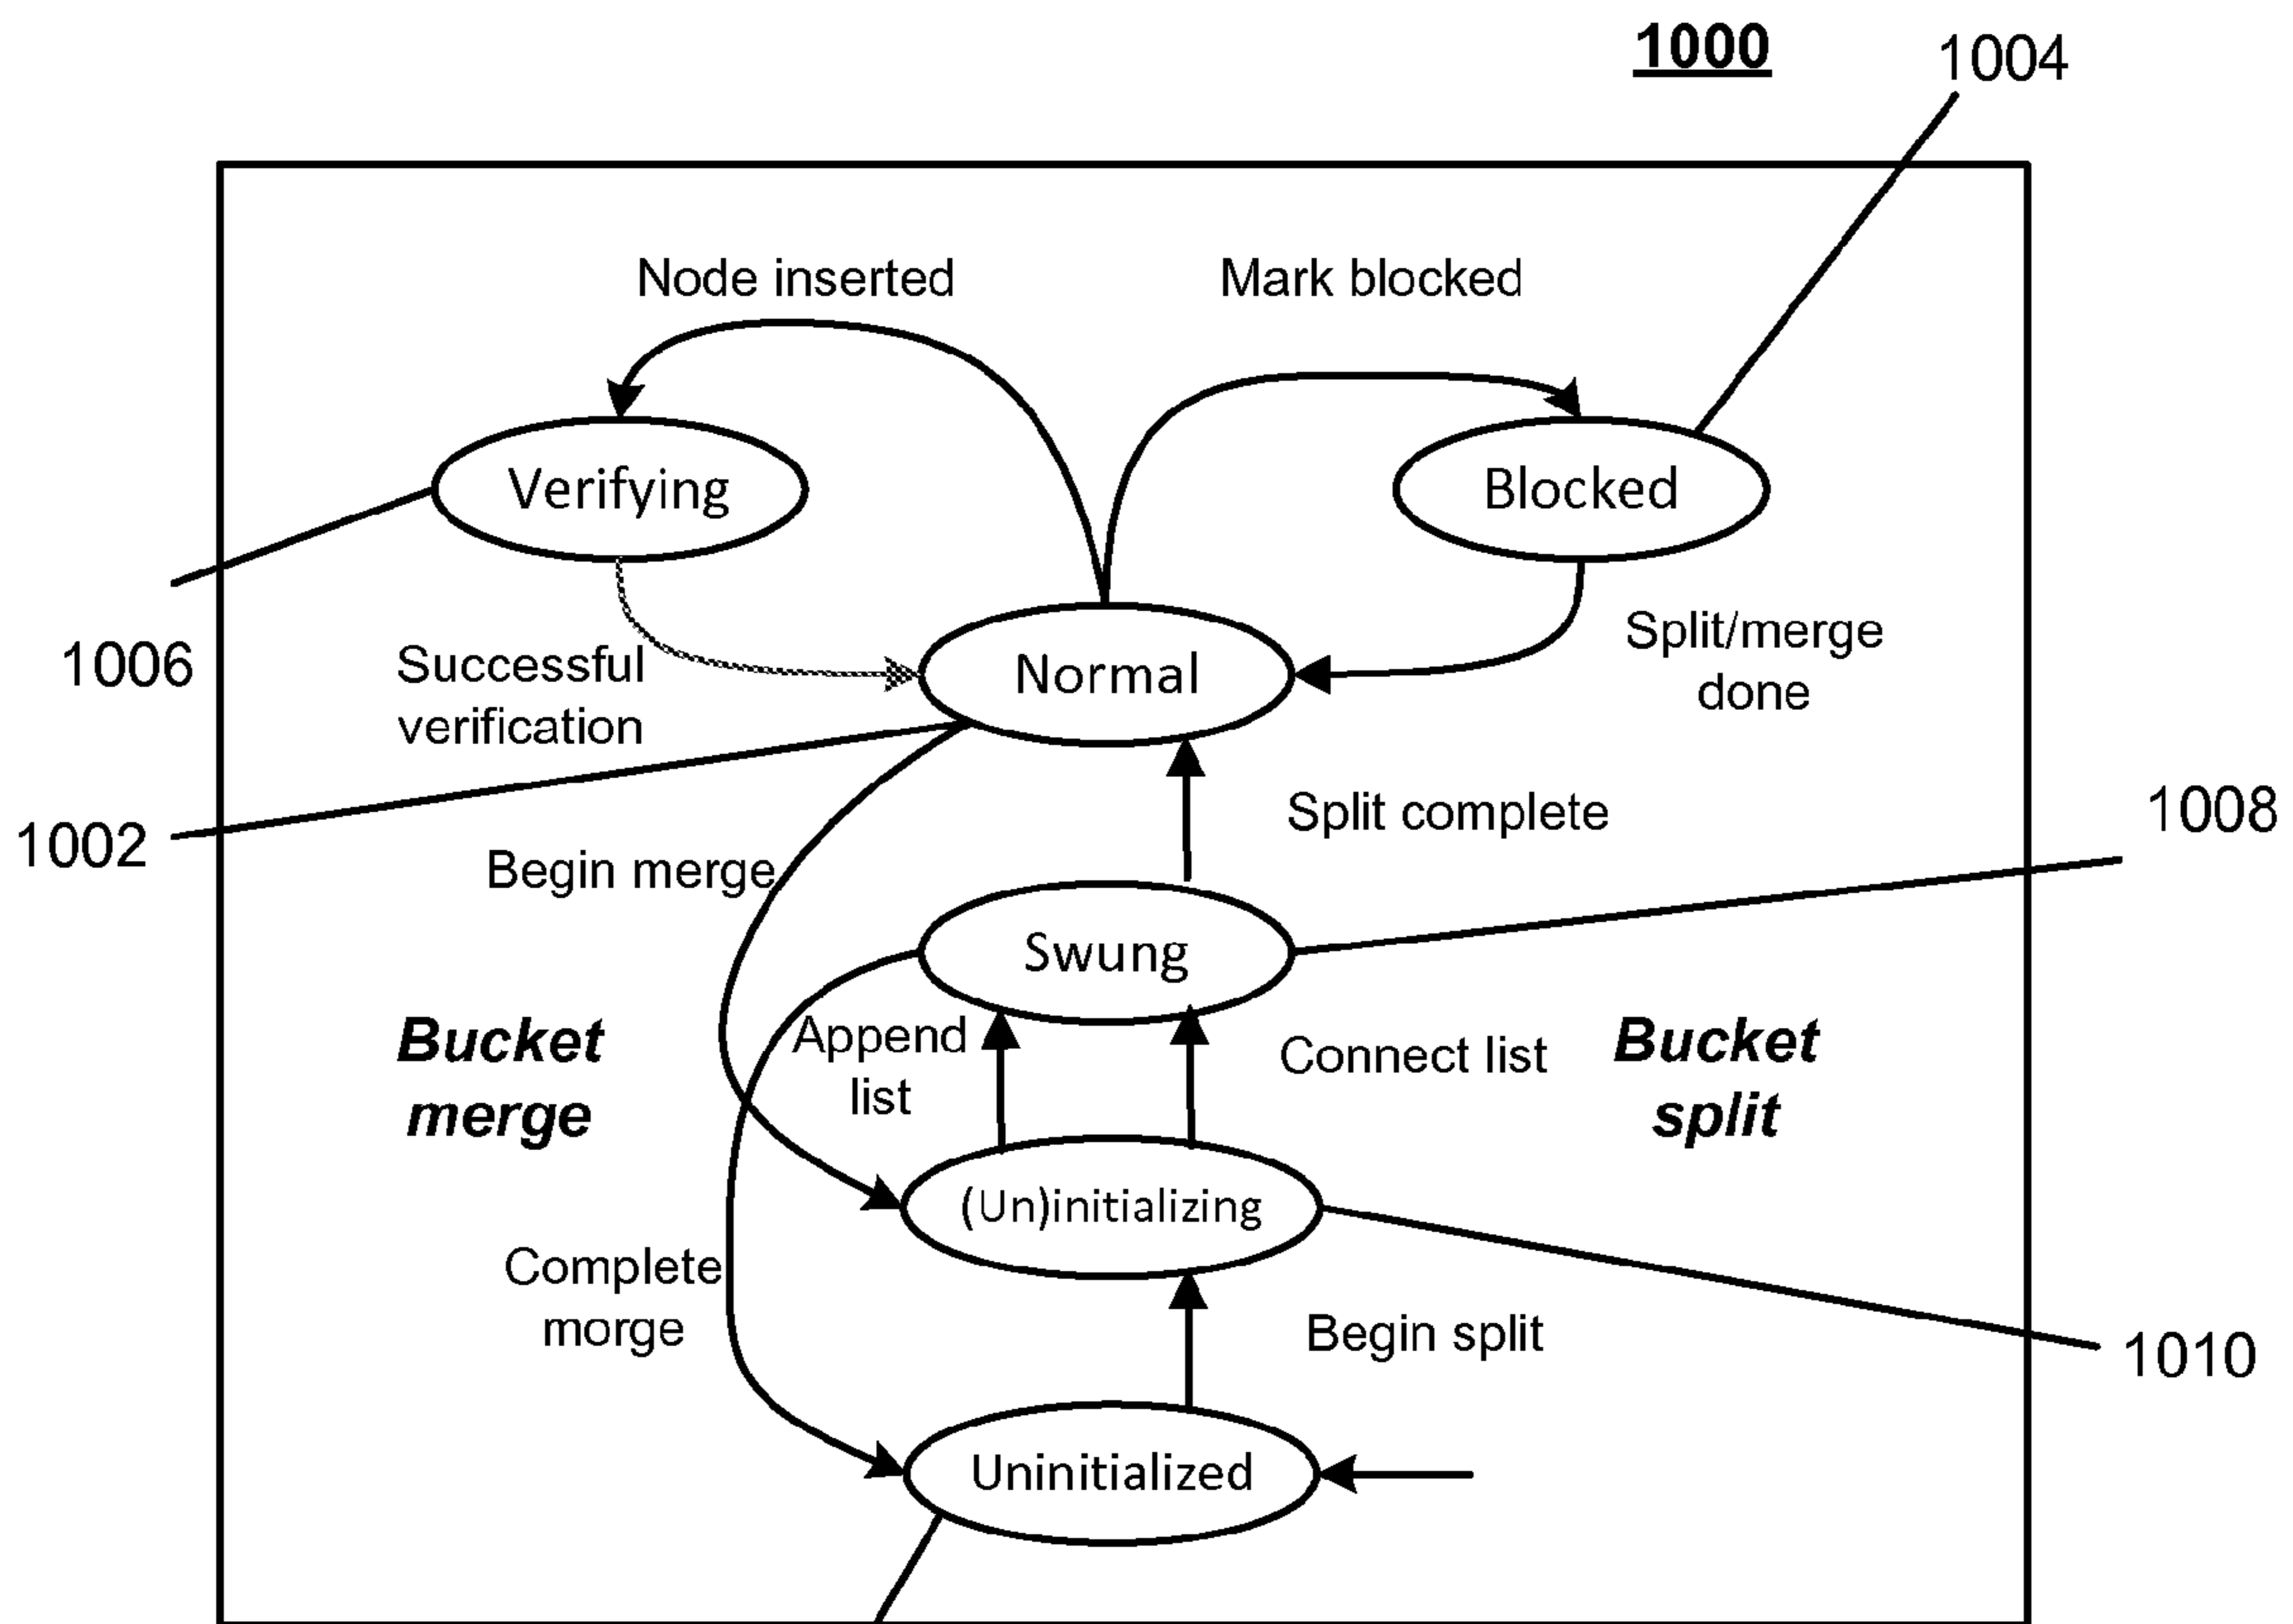 1000
1004
Node inserted
Mark blocked
Verifying
Blocked
1006
Successful
verification
Normal
Split/merge
done
1002
Split complete
1008
Begin merge
Swung
Bucket
merge
Append
list
Connect list
Bucket
split
(Un)initializing
Complete
morge
Begin split
1010
Uninitialized